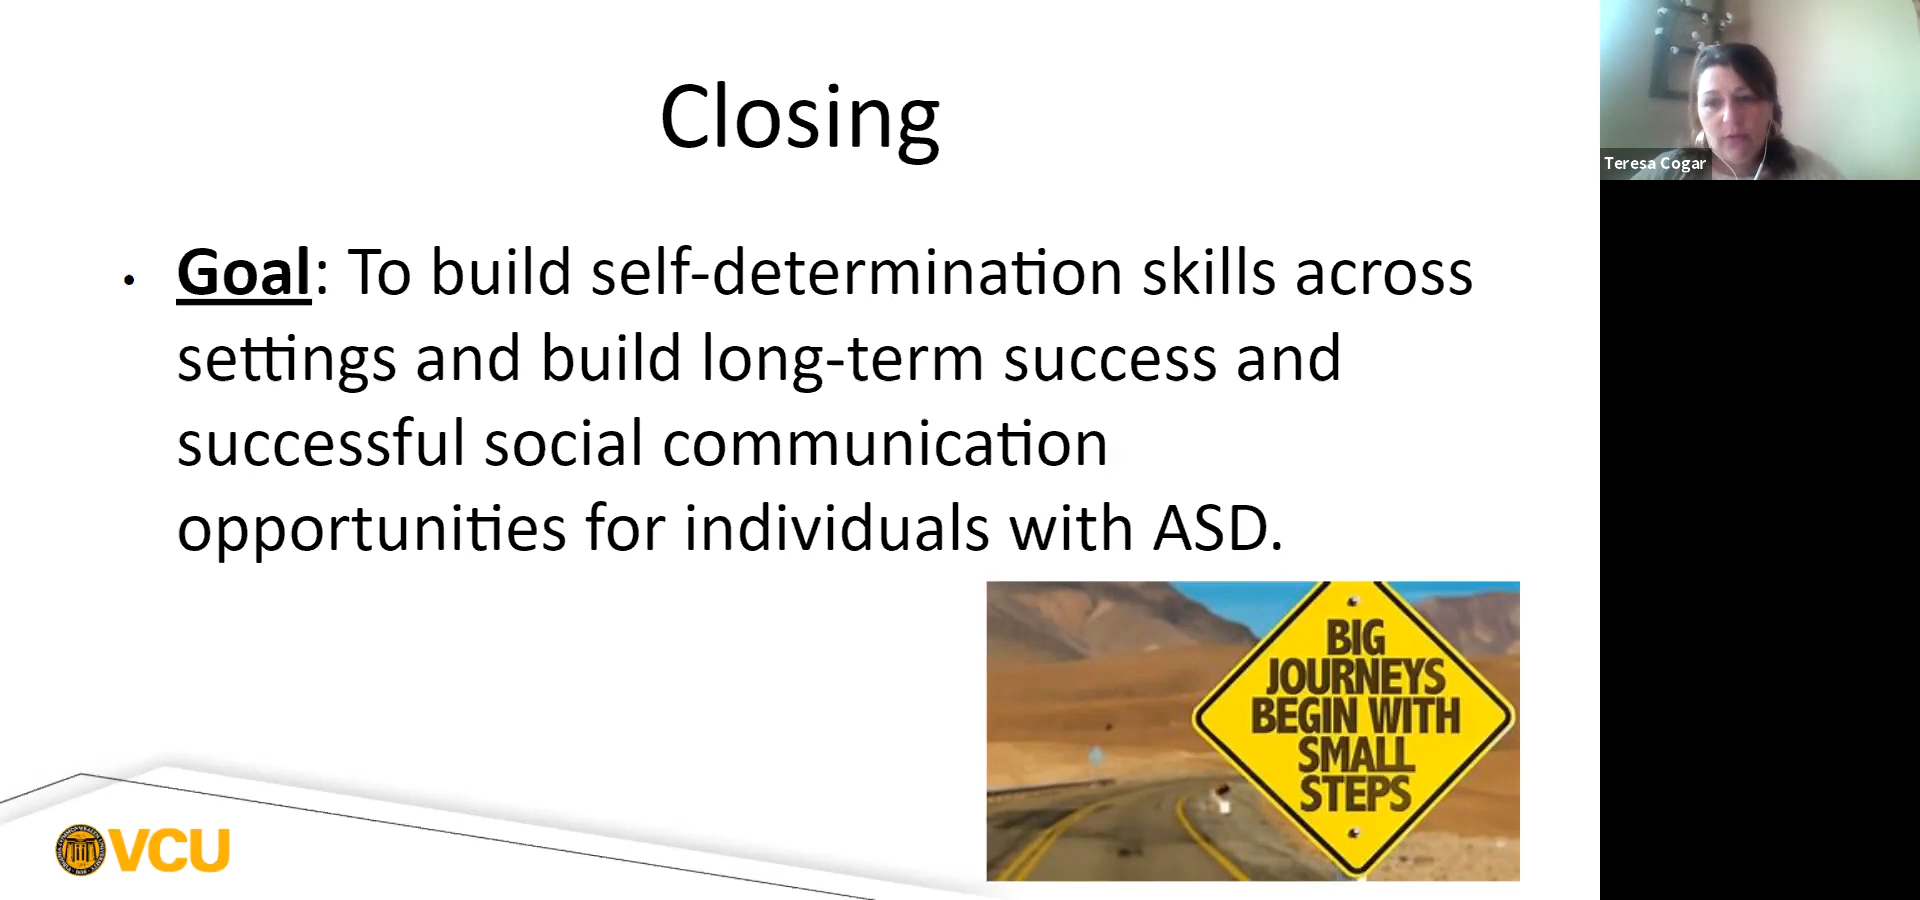 Closing
• Goal: To build self-determination skills across
settings and build long-term success and
successful social communication
opportunities for individuals with ASD.
BIG
JOURNEYS
BEGIN WITH
SMALL
STEPS
VCU
Teresa Cogar